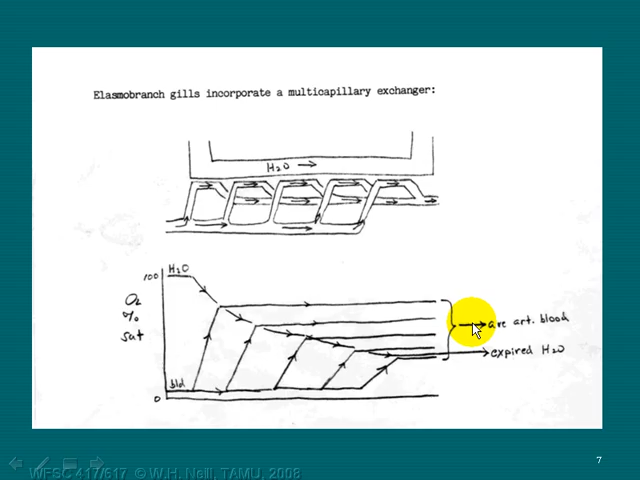 Elasmobranch gills incorporate a multicapillary exchanger:
H2O →
100
H2O
O2
%
sat
bld
0
are art. blood
expired H2O
7
WFSC 417/617 © W.H. Neill, TAMU, 2008